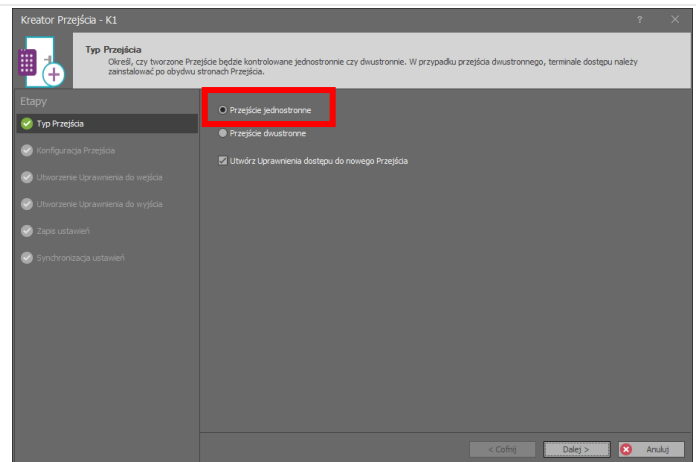 Kreator Przejścia - K1
?
Typ Przejścia
Określ, czy tworzone Przejście będzie kontrolowane jednostronnie czy dwustronnie. W przypadku przejścia dwustronnego, terminale dostępu należy
zainstalować po obydwu stronach Przejścia.
Etapy
Typ Przejścia
Konfiguracja Przejścia
Utworzenie Uprawnienia do wejścia
Utworzenie Uprawnienia do wyjścia
Zapis ustawień
Synchronizacja ustawień
Przejście jednostronne
Przejście dwustronne
Utwórz Uprawnienia dostępu do nowego Przejścia
< Cofnij
Dalej >
Anuluj